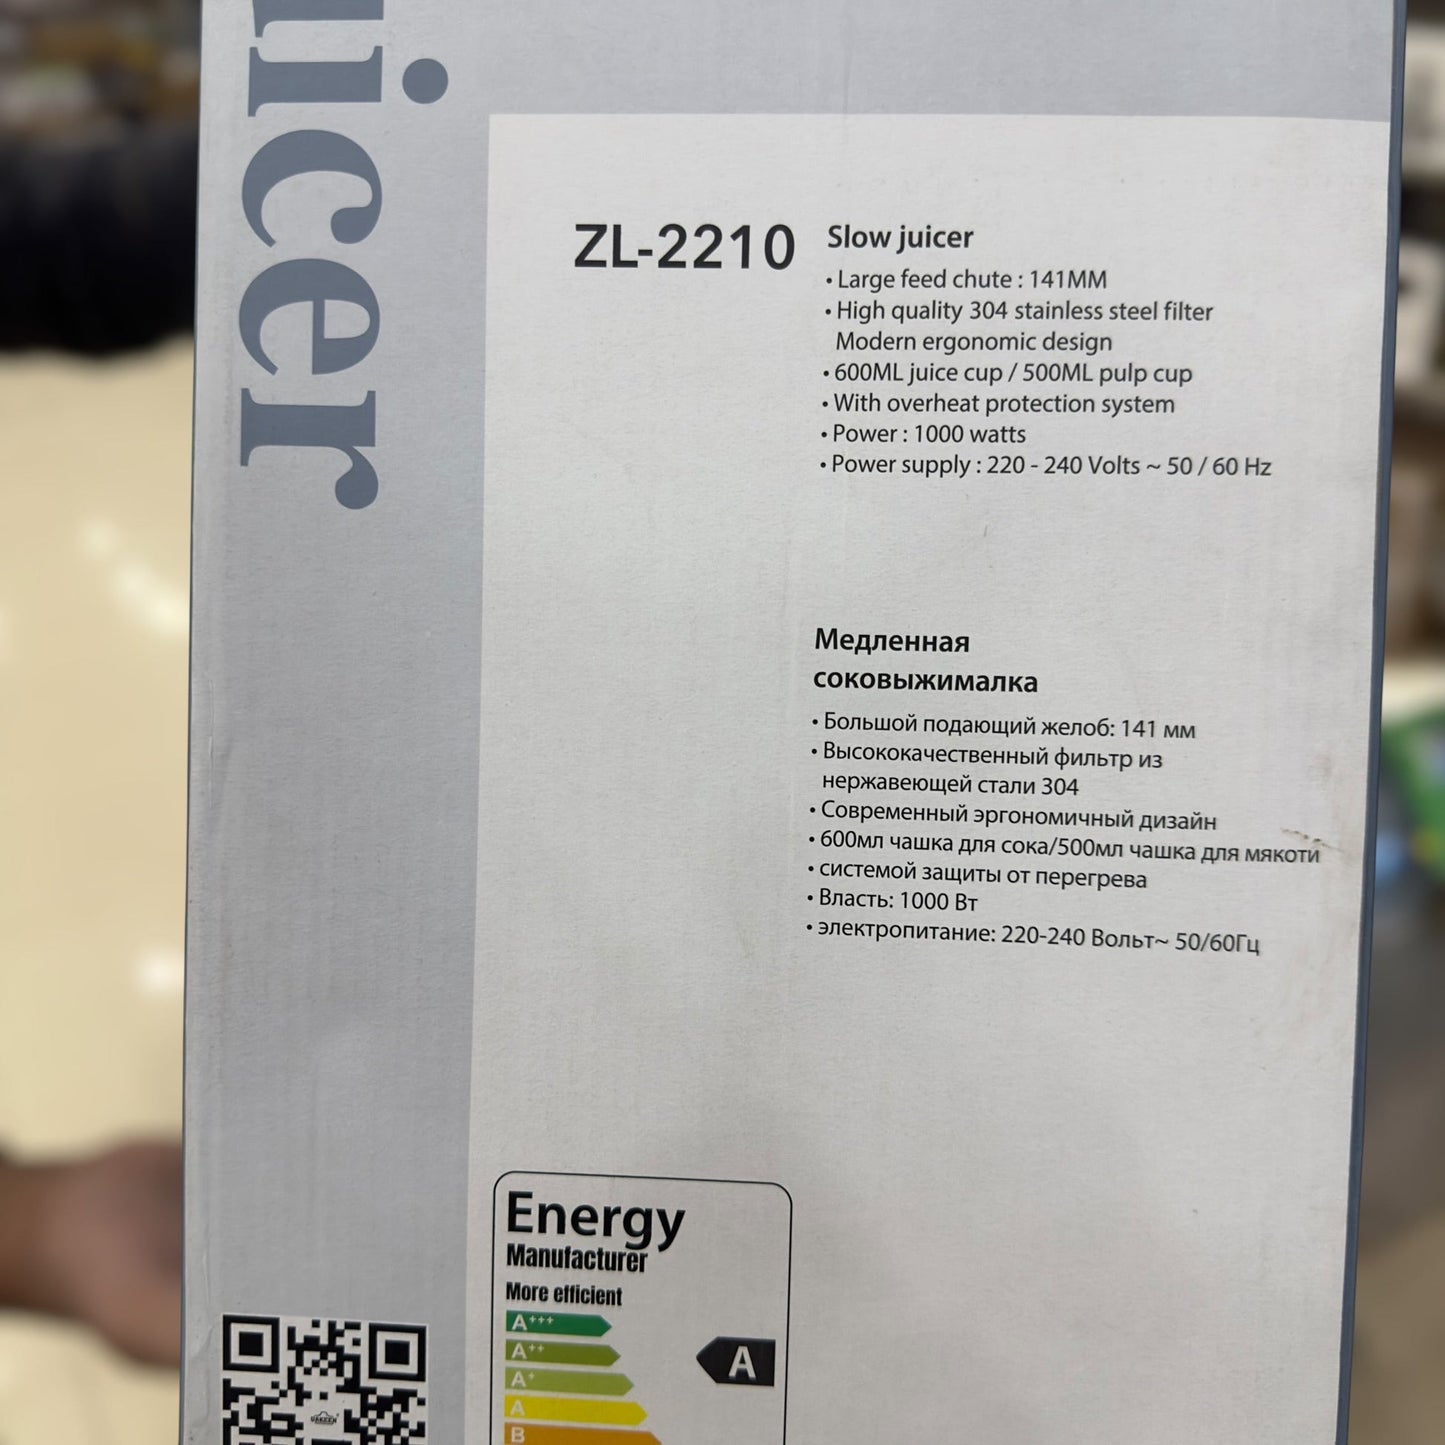 uicer
ZL-2210
Slow juicer
• Large feed chute : 141MM
• High quality 304 stainless steel filter
Modern ergonomic design
• 600ML juice cup / 500ML pulp cup
• With overheat protection system
• Power : 1000 watts
• Power supply : 220 - 240 Volts ~ 50 / 60 Hz
Медленная
соковыжималка
• Большой подающий желоб: 141 мм
• Высококачественный фильтр из
нержавеющей стали 304
• Современный эргономичный дизайн
• 600мл чашка для сока/500мл чашка для мякоти
• системой защиты от перегрева
• Власть: 1000 Вт
• электропитание: 220-240 Вольт~ 50/60Гц
Energy
Manufacturer
More efficient
A+++
A++
A+
A
B
A